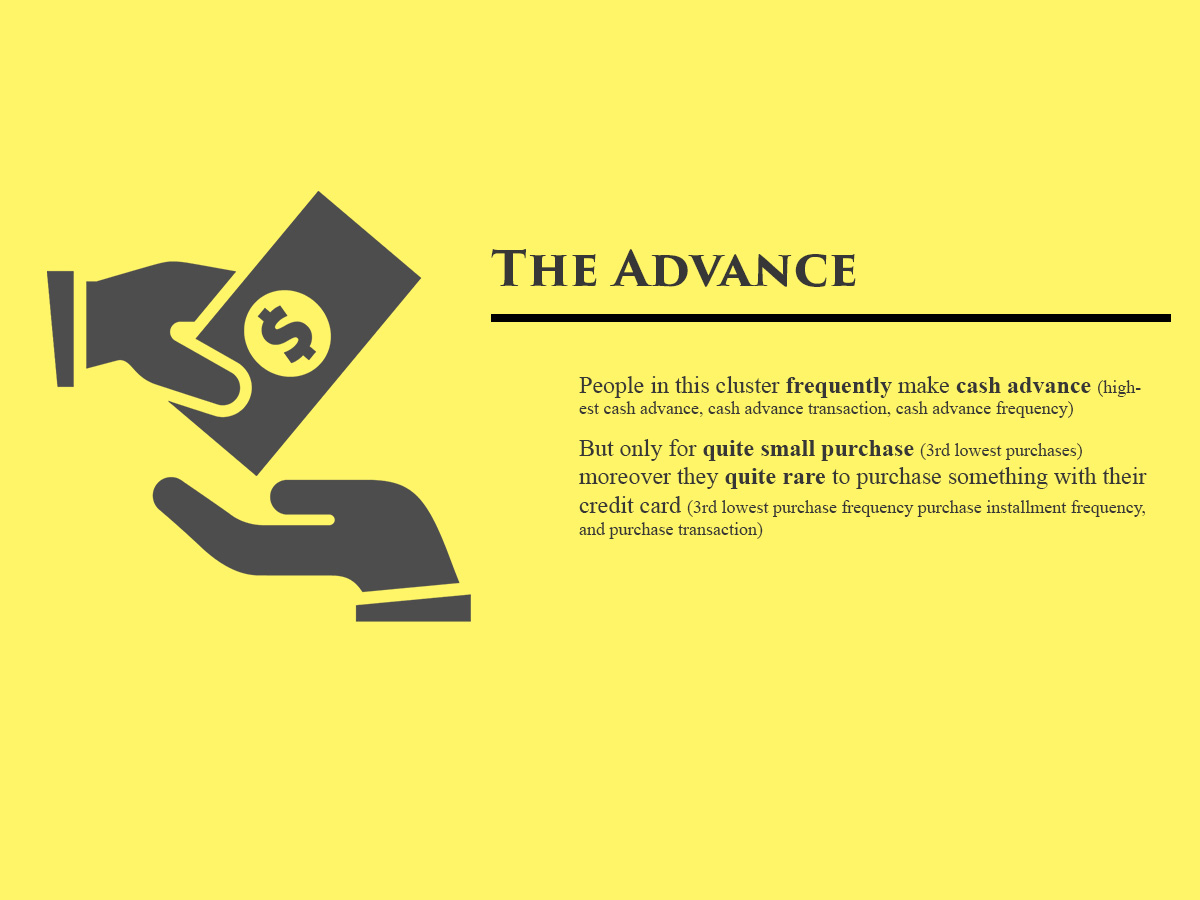 $
The Advance
People in this cluster frequently make cash advance (high-
est cash advance, cash advance transaction, cash advance frequency)
But only for quite small purchase (3rd lowest purchases)
moreover they quite rare to purchase something with their
credit card (3rd lowest purchase frequency purchase installment frequency,
and purchase transaction)